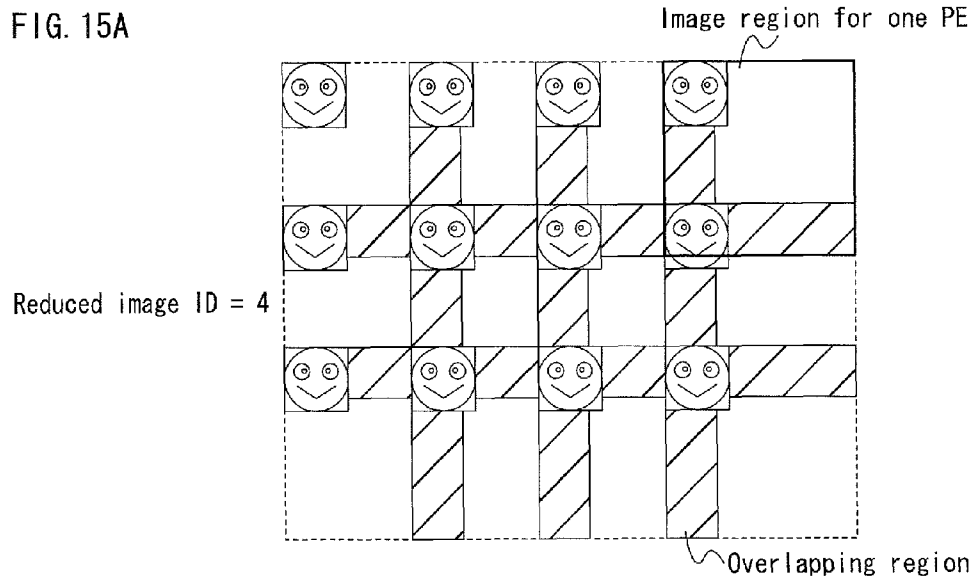 FIG. 15A
Image region for one PE
Reduced image ID = 4
Overlapping region